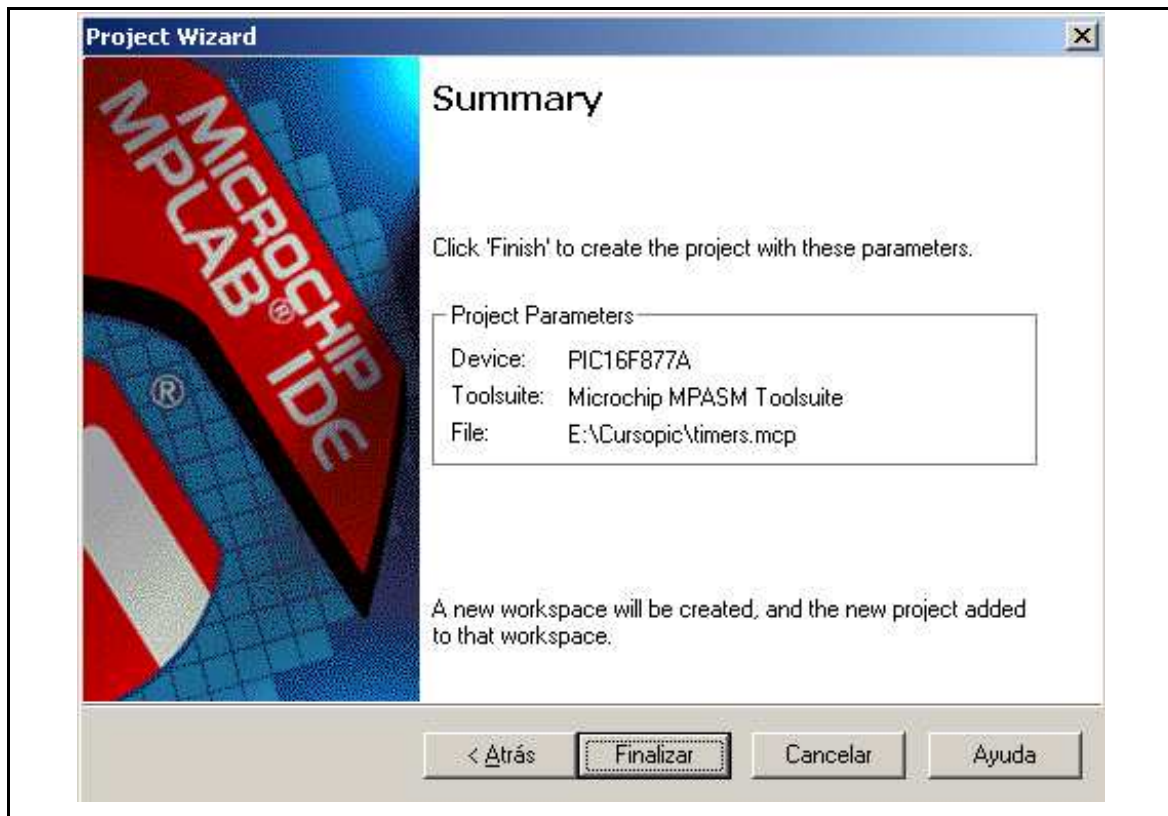 Project Wizard
MICROCHIP
MPLAB® IDE
®
Summary
Click 'Finish' to create the project with these parameters.
Project Parameters
Device: PIC16F877A
Toolsuite: Microchip MPASM Toolsuite
File: E:\Cursopic\timers.mcp
A new workspace will be created, and the new project added
to that workspace.
< Atrás Finalizar Cancelar Ayuda